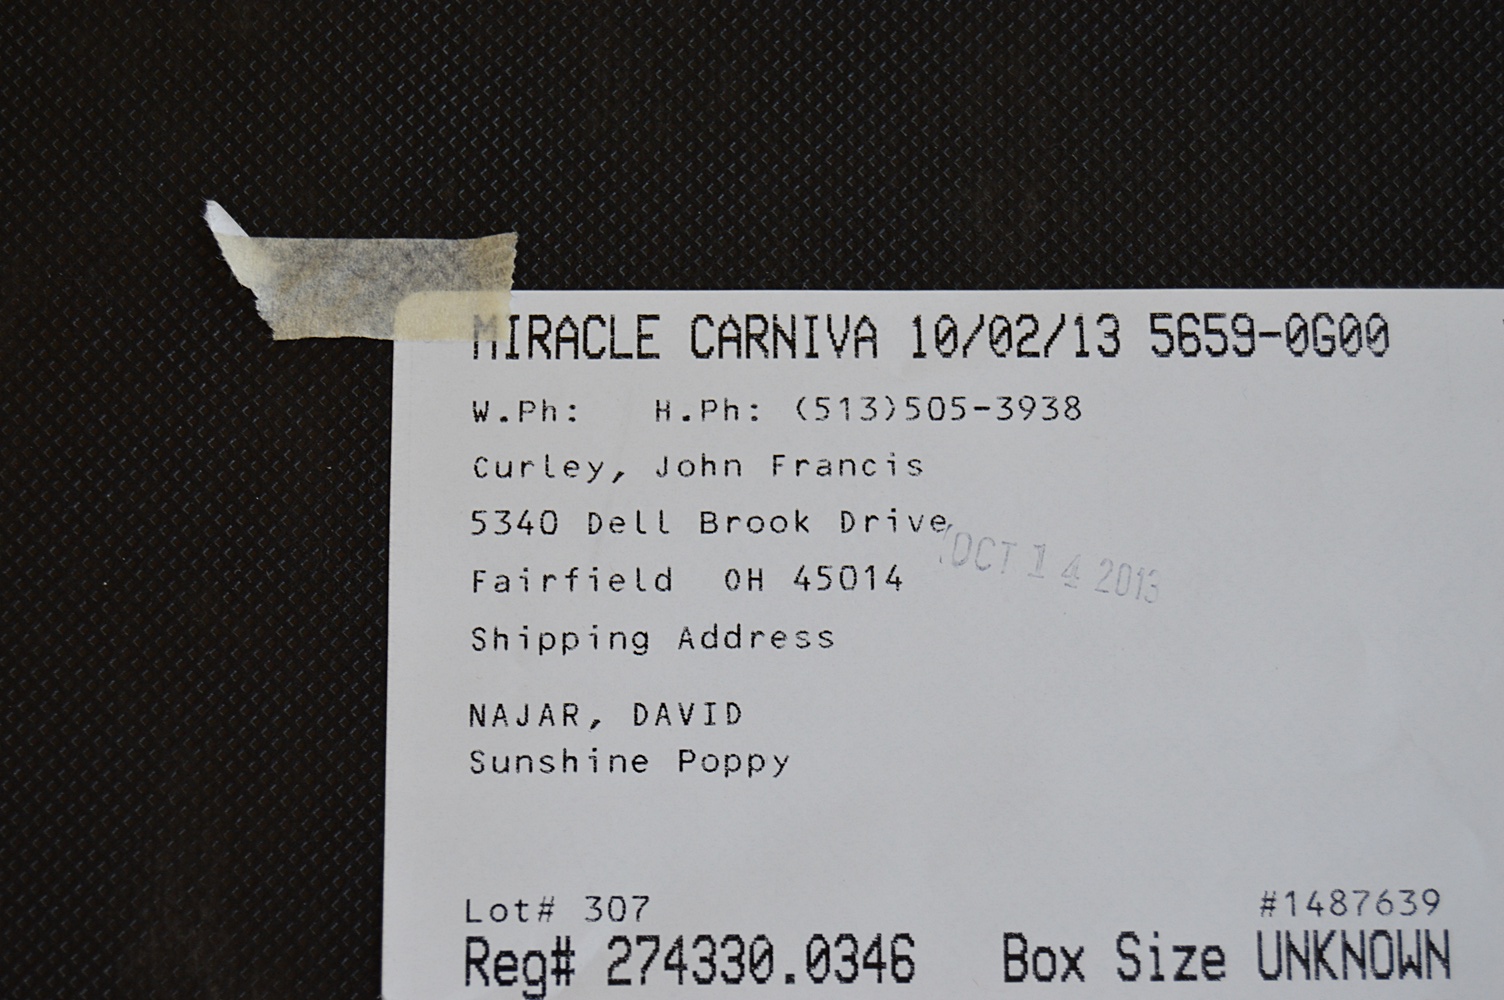 MIRACLE CARNIVA 10/02/13 5659-0G00
W.Ph: H.Ph: (513)505-3938
Curley, John Francis
5340 Dell Brook Drive
OCT 14 2013
Fairfield OH 45014
Shipping Address
NAJAR, DAVID
Sunshine Poppy
Lot# 307 #1487639
Reg# 274330.0346 Box Size UNKNOWN